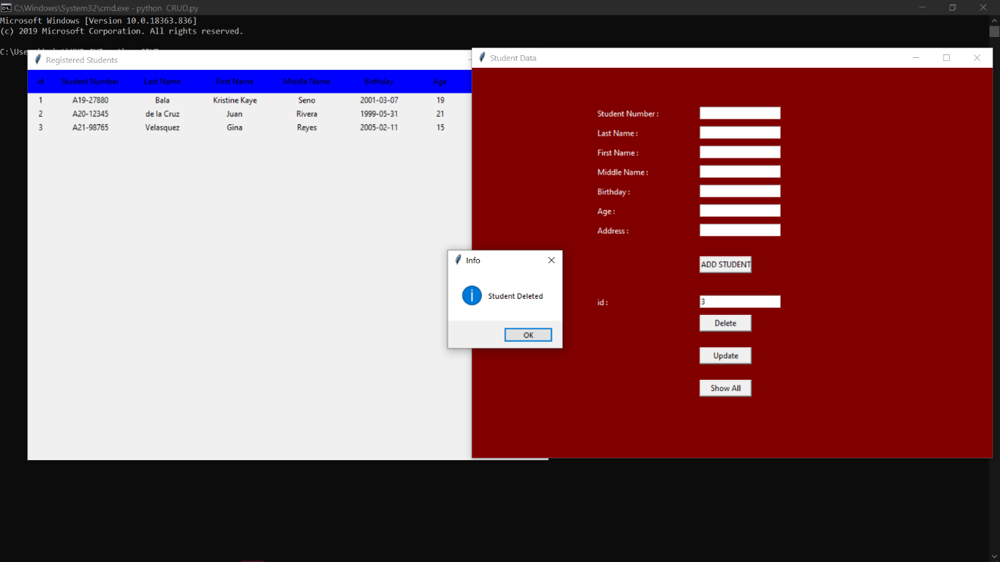 C:\Windows\System32\cmd.exe - python  CRUD.py
Microsoft Windows [Version 10.0.18363.836]
(c) 2019 Microsoft Corporation. All rights reserved.
Registered Students
id Student Number Last Name First Name Middle Name Birthday Age
1 A19-27880 Bala Kristine Kaye Seno 2001-03-07 19
2 A20-12345 de la Cruz Juan Rivera 1999-05-31 21
3 A21-98765 Velasquez Gina Reyes 2005-02-11 15
Student Data
Student Number :
Last Name :
First Name :
Middle Name :
Birthday :
Age :
Address :
ADD STUDENT
id : 3
Delete
Update
Show All
Info
Student Deleted
OK